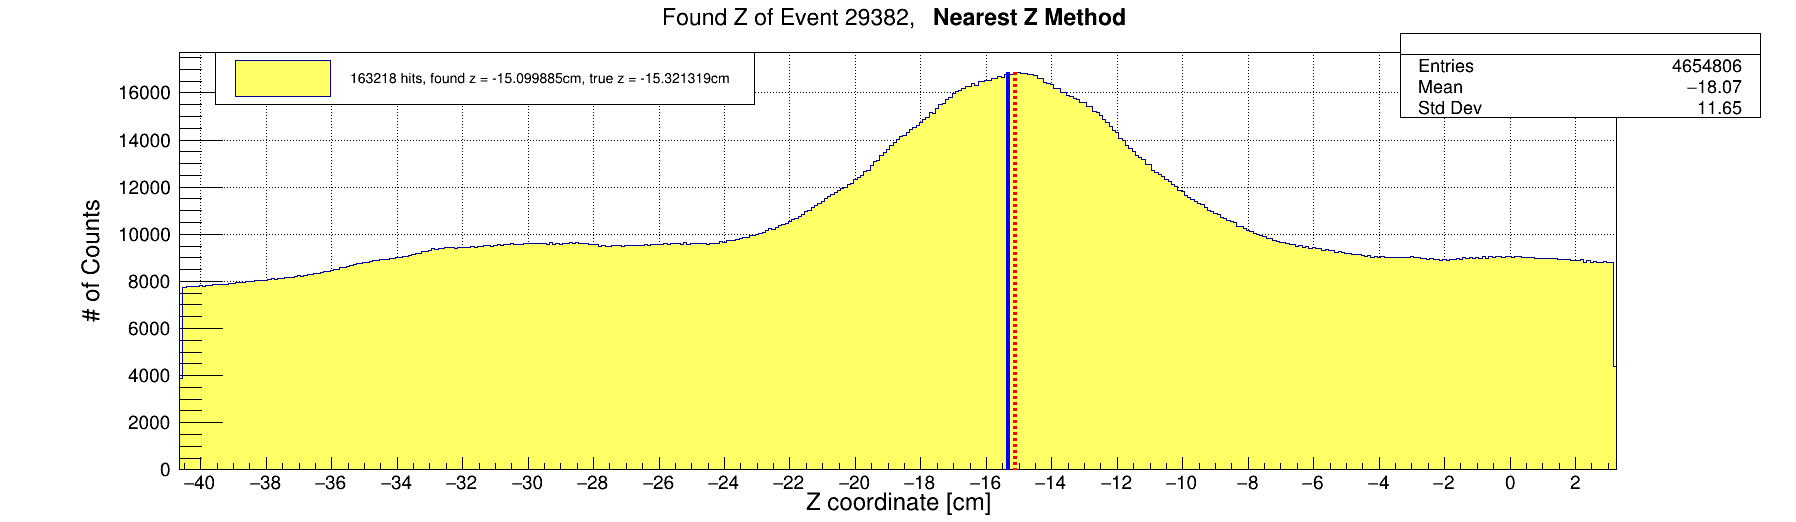 Found Z of Event 29382, Nearest Z Method
163218 hits, found z = -15.099885cm, true z = -15.321319cm
Entries 4654806
Mean −18.07
Std Dev 11.65
# of Counts
16000
14000
12000
10000
8000
6000
4000
2000
0
−40 −38 −36 −34 −32 −30 −28 −26 −24 −22 −20 −18 −16 −14 −12 −10 −8 −6 −4 −2 0 2
Z coordinate [cm]